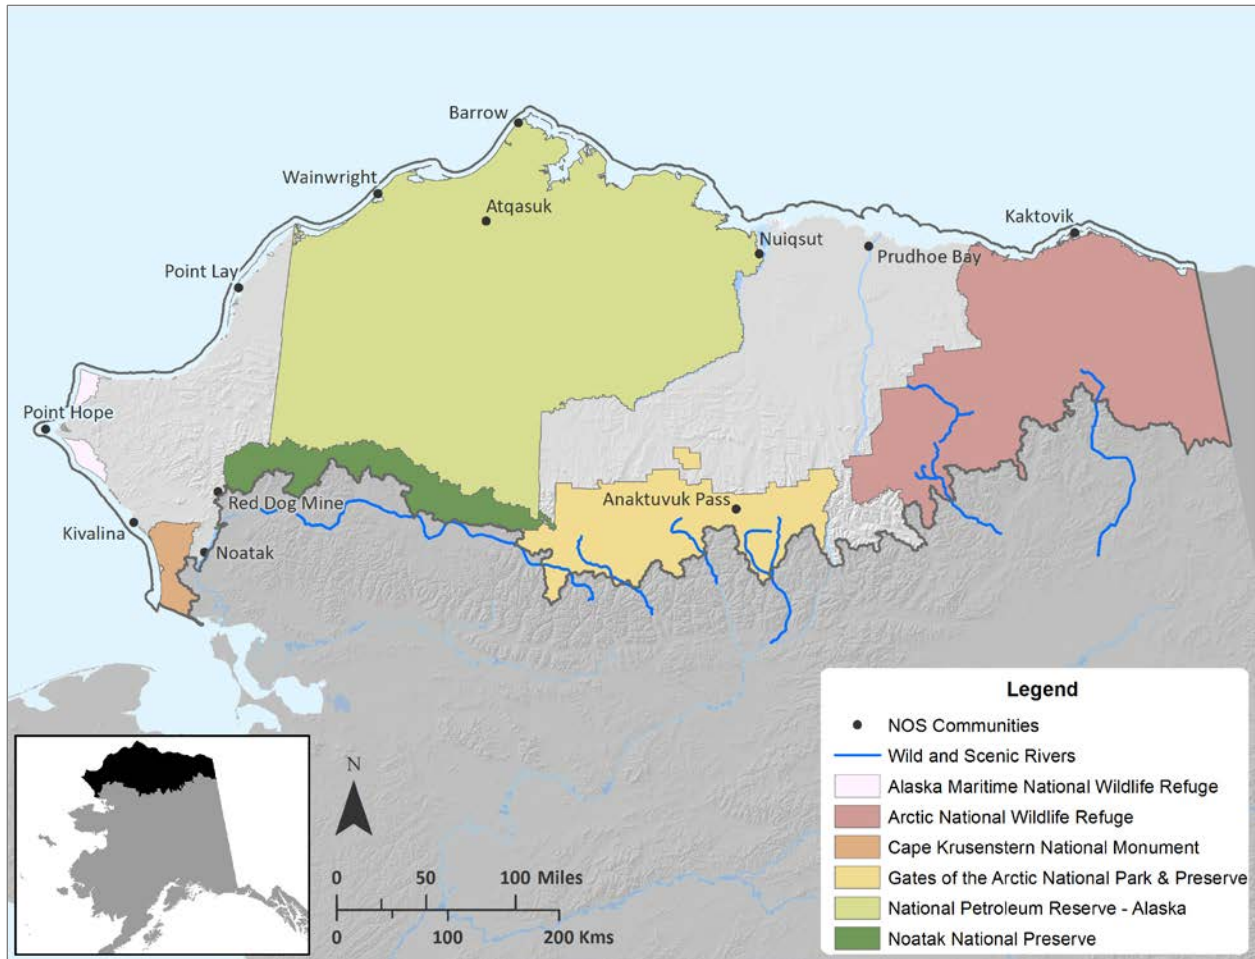 Barrow
Wainwright
Atqasuk
Kaktovik
Nuiqsut
Prudhoe Bay
Point Lay
Point Hope
Red Dog Mine
Anaktuvuk Pass
Kivalina
Noatak
Legend
NOS Communities
Wild and Scenic Rivers
Alaska Maritime National Wildlife Refuge
Arctic National Wildlife Refuge
Cape Krusenstern National Monument
Gates of the Arctic National Park & Preserve
National Petroleum Reserve - Alaska
Noatak National Preserve
N
0 50 100 Miles
0 100 200 Kms